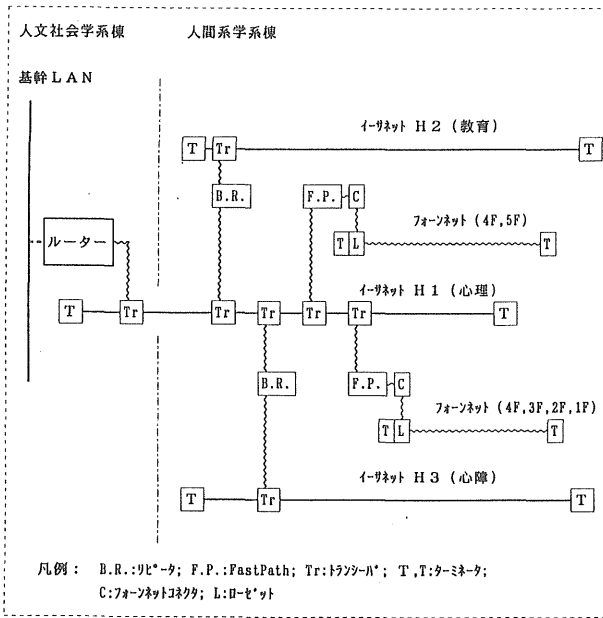 人文社会学系棟 人間系学系棟
基幹LAN
イーサネット H2 (教育)
T Tr T
B.R. F.P. C
フォーンネット (4F,5F)
ルーター T L T
イーサネット H1 (心理)
T Tr Tr Tr Tr Tr T
B.R. F.P. C
フォーンネット (4F,3F,2F,1F)
T L T
イーサネット H3 (心障)
T Tr T
凡例: B.R.:リピータ; F.P.:FastPath; Tr:トランシーバ; T,T:ターミネータ;
C:フォーンネットコネクタ; L:ローゼット